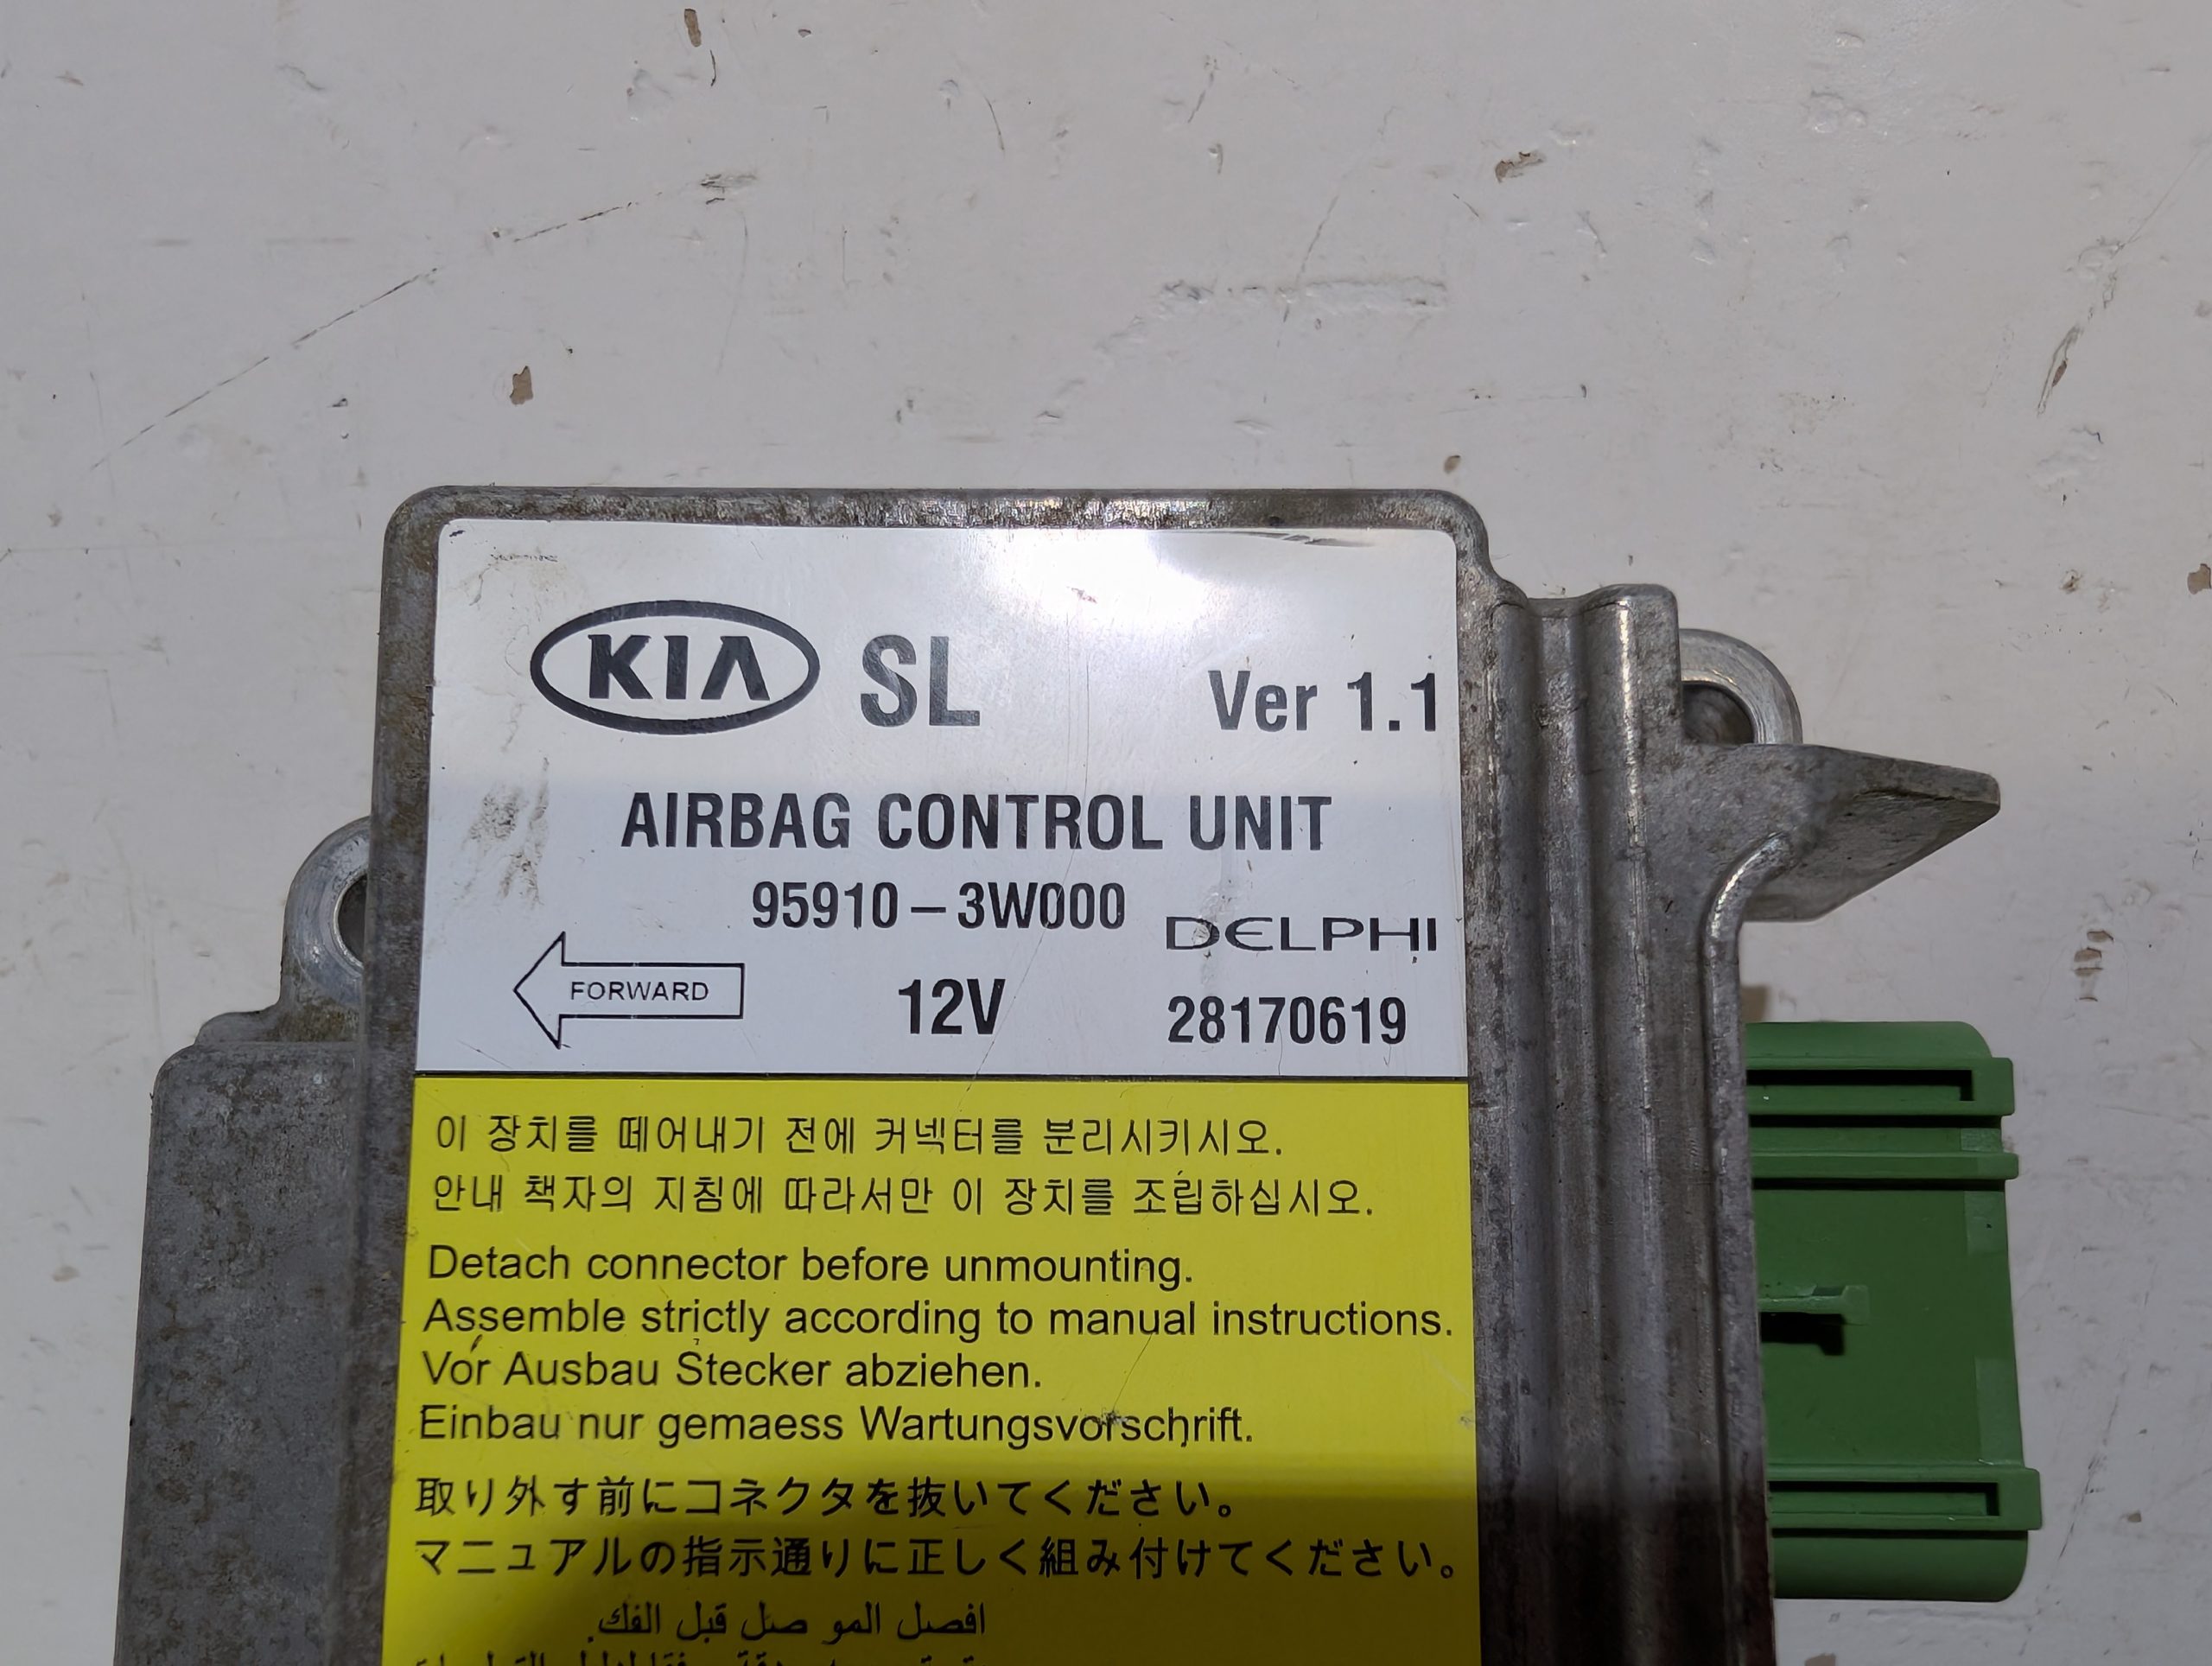 KIA SL Ver 1.1
AIRBAG CONTROL UNIT
95910-3W000
DELPHI
FORWARD
12V
28170619
이 장치를 떼어내기 전에 커넥터를 분리시키시오.
안내 책자의 지침에 따라서만 이 장치를 조립하십시오.
Detach connector before unmounting.
Assemble strictly according to manual instructions.
Vor Ausbau Stecker abziehen.
Einbau nur gemaess Wartungsvorschrift.
取り外す前にコネクタを抜いてください。
マニュアルの指示通りに正しく組み付けてください。
افصل المو صل قبل الفك.